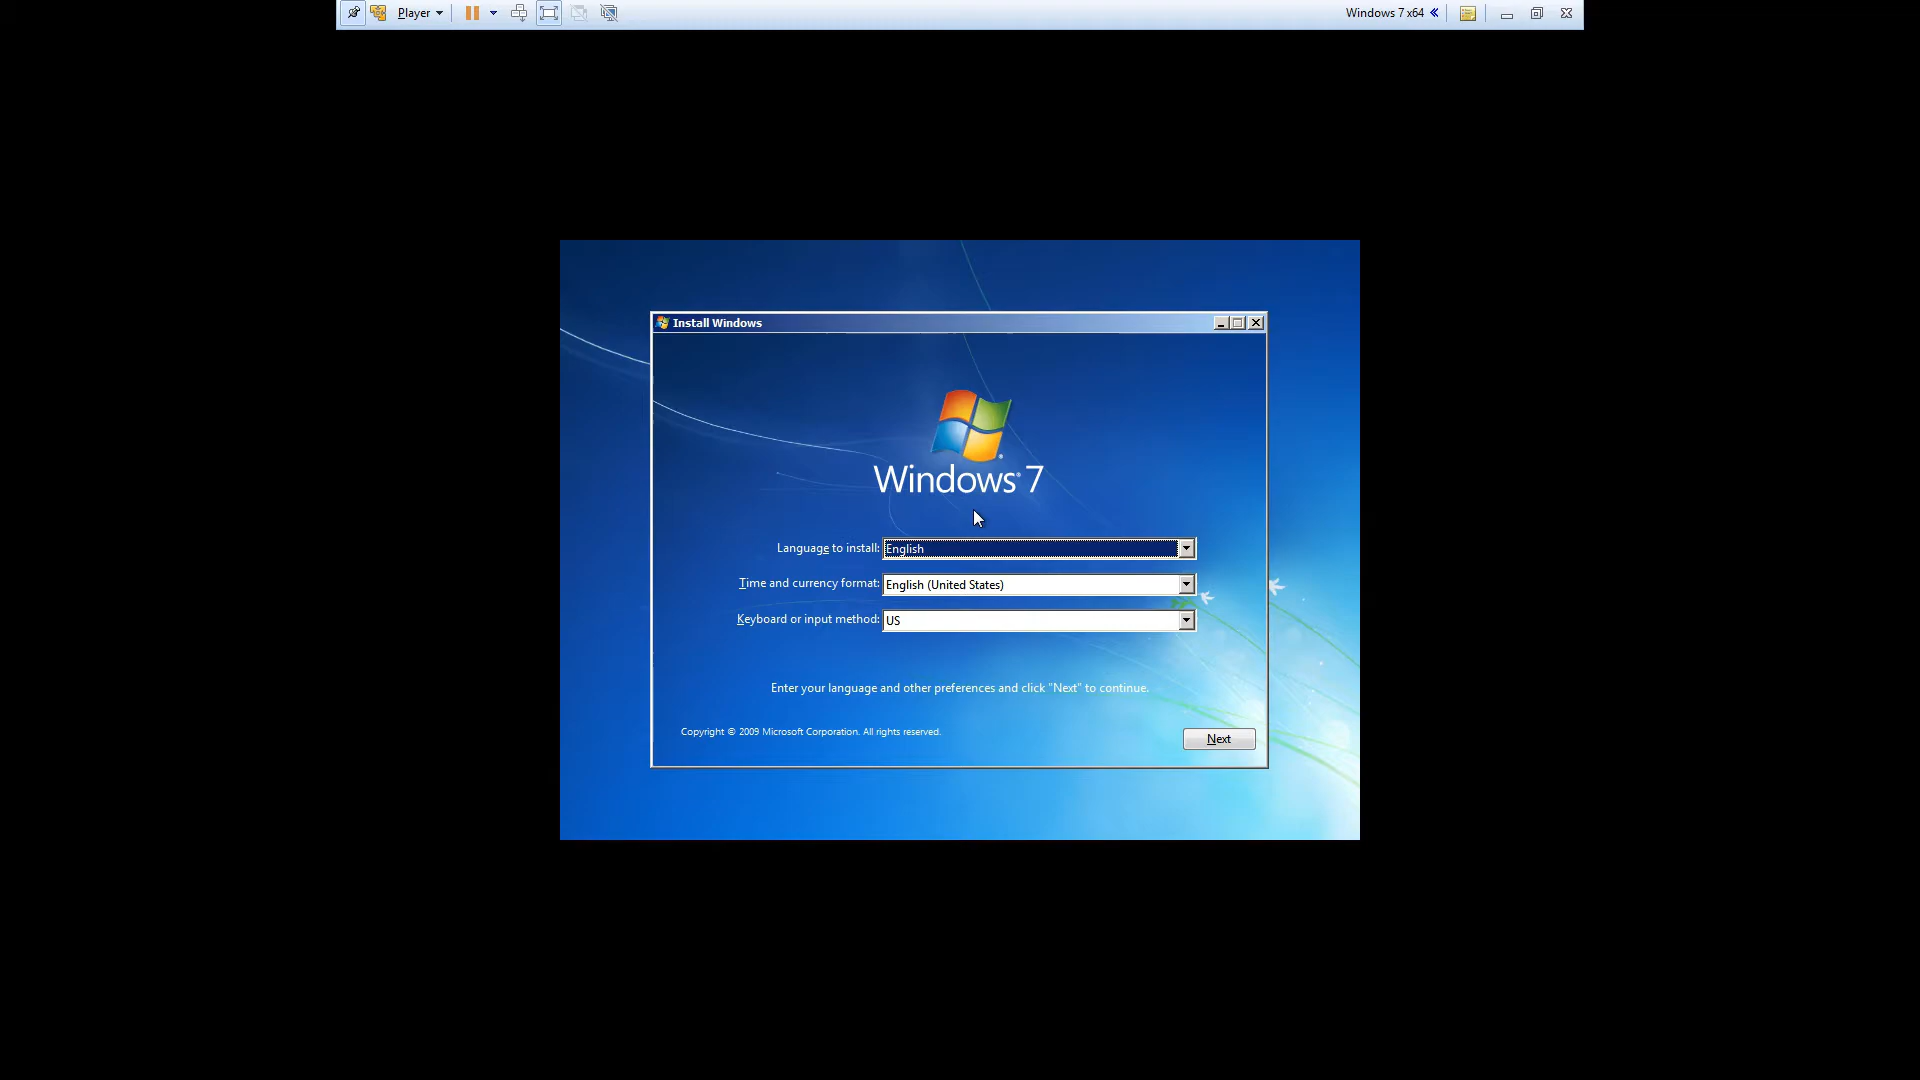 Player
Windows 7 x64
Install Windows
Windows® 7
Language to install: English
Time and currency format: English (United States)
Keyboard or input method: US
Enter your language and other preferences and click "Next" to continue.
Copyright © 2009 Microsoft Corporation. All rights reserved.
Next